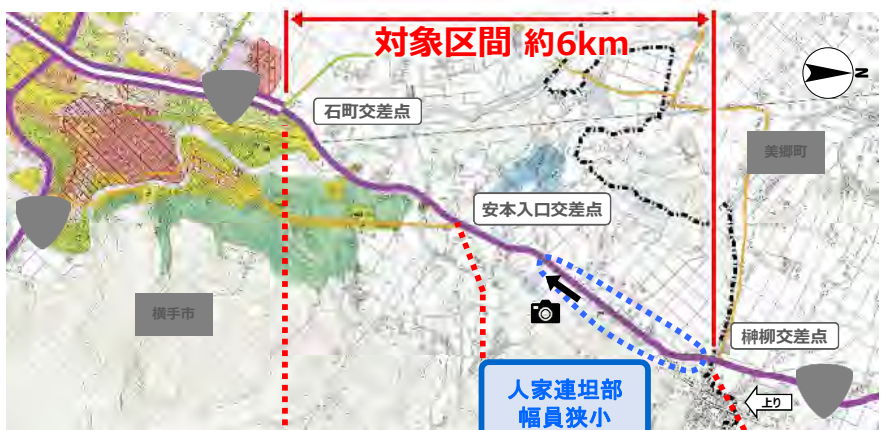 対象区間 約6km
N
石町交差点
美郷町
安本入口交差点
横手市
榊柳交差点
人家連坦部
幅員狭小
上り